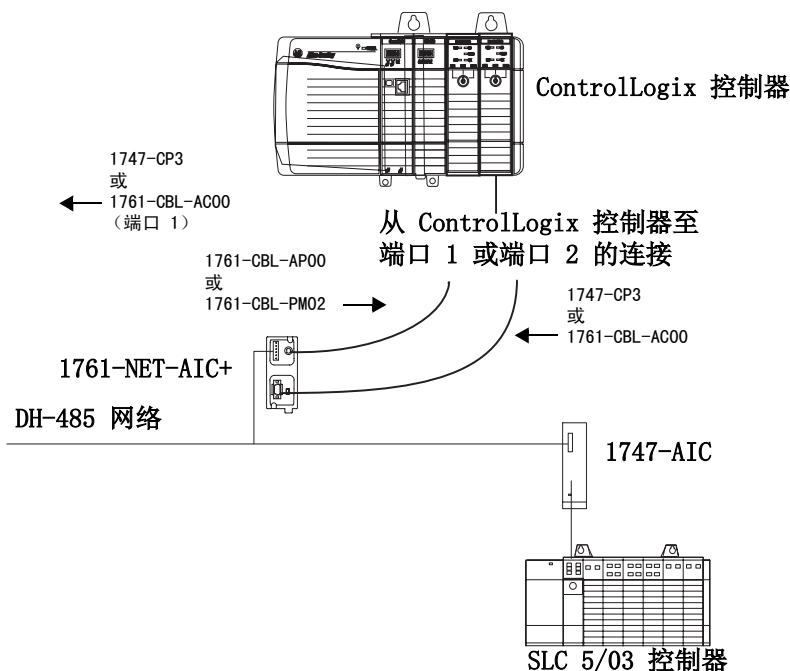 ControlLogix 控制器
1747-CP3
或
1761-CBL-AC00
（端口 1）
从 ControlLogix 控制器至
端口 1 或端口 2 的连接
1761-CBL-AP00
或
1761-CBL-PM02
1747-CP3
或
1761-CBL-AC00
1761-NET-AIC+
DH-485 网络
1747-AIC
SLC 5/03 控制器